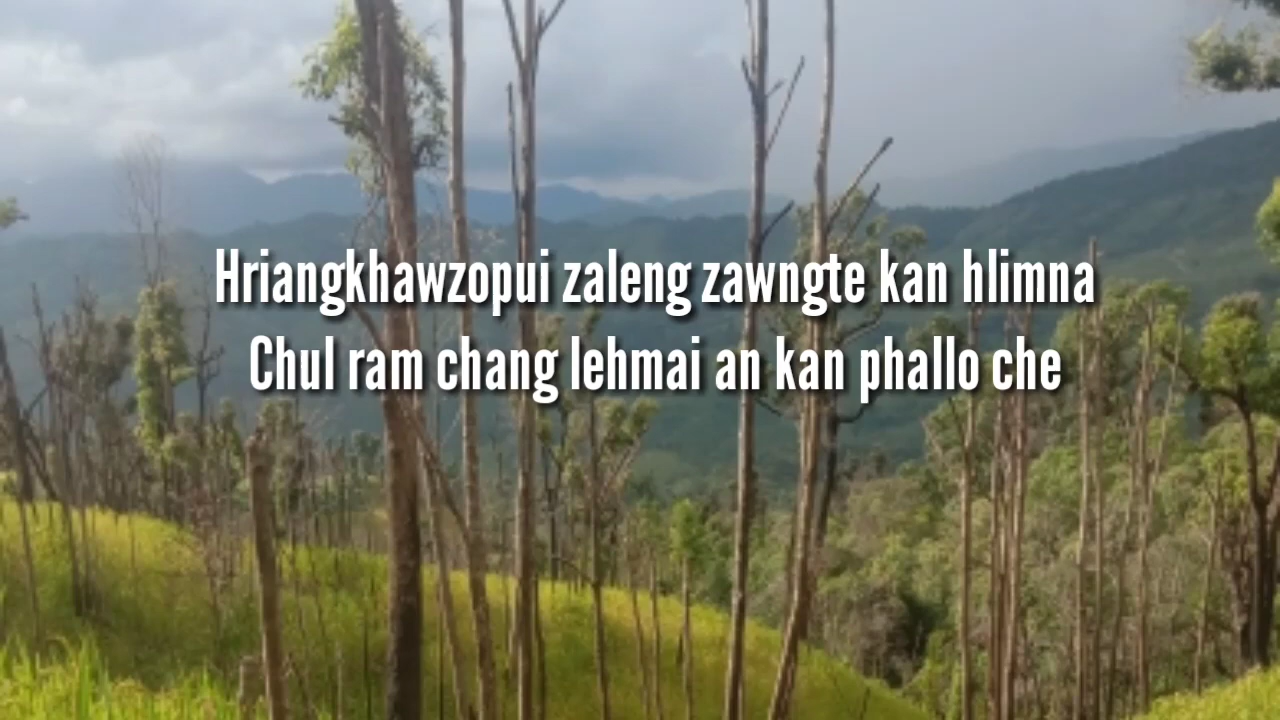 Hriangkhawzopui zaleng zawngte kan hlimna
Chul ram chang lehmai an kan phallo che